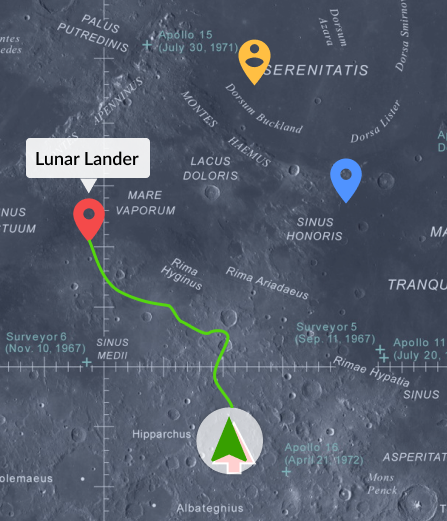 PALUS
PUTREDINIS
Apollo 15
(July 30, 1971)
Dorsum
Azara
Dorsa Smirnov
SERENITATIS
APENNINUS
MONTES
HAEMUS
Dorsum Buckland
Dorsa Lister
Lunar Lander
LACUS
DOLORIS
MARE
VAPORUM
SINUS
HONORIS
Rima
Hyginus
Rima Ariadaeus
TRANQU
Surveyor 6
(Nov. 10, 1967)
SINUS
MEDII
Surveyor 5
(Sep. 11, 1967)
Apollo 11
(July 20,
Rimae Hypatia
SINUS
Hipparchus
Apollo 16
(April 21, 1972)
ASPERITAT
olemaeus
Mons
Penck
Albategnius